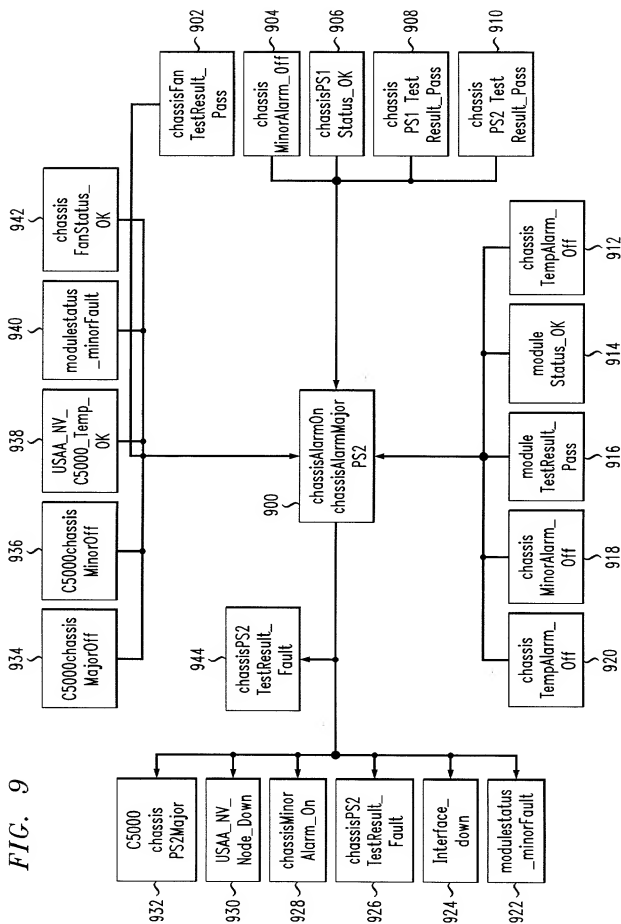 FIG. 9
942
chassis
FanStatus_
OK
940
modulestatus
_minorFault
938
USAA_NV_
C5000_Temp_
OK
936
C5000chassis
MinorOff
934
C5000chassis
MajorOff
902
chassisFan
TestResult_
Pass
904
chassis
MinorAlarm_Off
906
chassisPS1
Status_OK
908
chassis
PS1 Test
Result_Pass
910
chassis
PS2 Test
Result_Pass
900
chassisAlarmOn
chassisAlarmMajor
PS2
944
chassisPS2
TestResult_
Fault
912
chassis
TempAlarm_
Off
914
module
Status_OK
916
module
TestResult_
Pass
918
chassis
MinorAlarm_
Off
920
chassis
TempAlarm_
Off
932
C5000
chassis
PS2Major
930
USAA_NV_
Node_Down
928
chassisMinor
Alarm_On
926
chassisPS2
TestResult_
Fault
924
Interface_
down
922
modulestatus
_minorFault